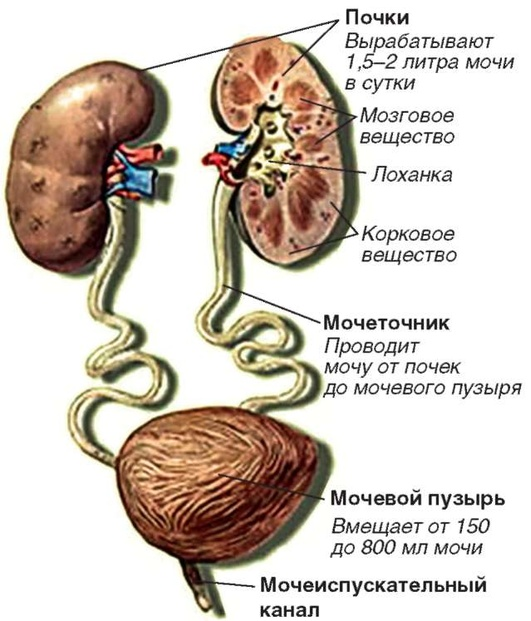 Почки
Вырабатывают
1,5–2 литра мочи
в сутки
Мозговое
вещество
Лоханка
Корковое
вещество
Мочеточник
Проводит
мочу от почек
до мочевого пузыря
Мочевой пузырь
Вмещает от 150
до 800 мл мочи
Мочеиспускательный
канал